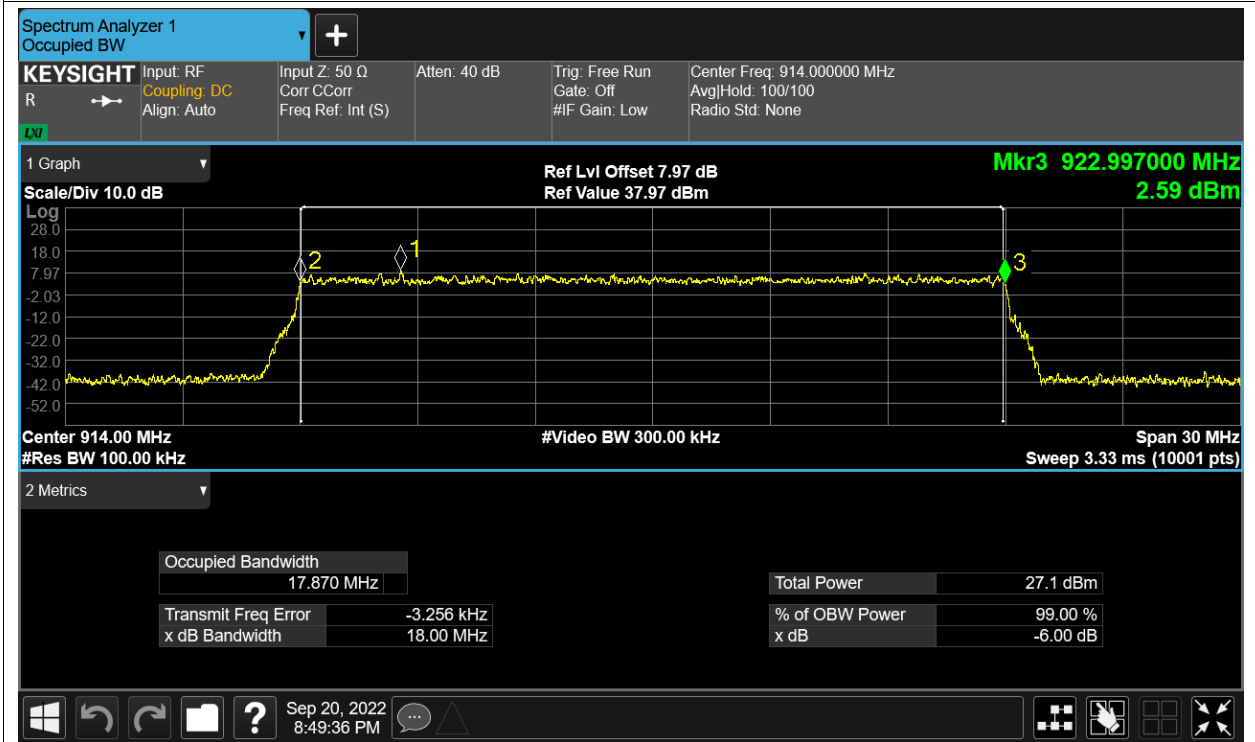 Spectrum Analyzer 1
Occupied BW
KEYSIGHT
R
LXI
Input: RF
Coupling: DC
Align: Auto
Input Z: 50 Ω
Corr CCorr
Freq Ref: Int (S)
Atten: 40 dB
Trig: Free Run
Gate: Off
#IF Gain: Low
Center Freq: 914.000000 MHz
Avg|Hold: 100/100
Radio Std: None
1 Graph
Scale/Div 10.0 dB
Ref Lvl Offset 7.97 dB
Ref Value 37.97 dBm
Mkr3 922.997000 MHz
2.59 dBm
Log
28.0
18.0
7.97
-2.03
-12.0
-22.0
-32.0
-42.0
-52.0
2
1
3
Center 914.00 MHz
#Res BW 100.00 kHz
#Video BW 300.00 kHz
Span 30 MHz
Sweep 3.33 ms (10001 pts)
2 Metrics
Occupied Bandwidth
17.870 MHz
Transmit Freq Error -3.256 kHz
x dB Bandwidth 18.00 MHz
Total Power 27.1 dBm
% of OBW Power 99.00 %
x dB -6.00 dB
?
Sep 20, 2022
8:49:36 PM